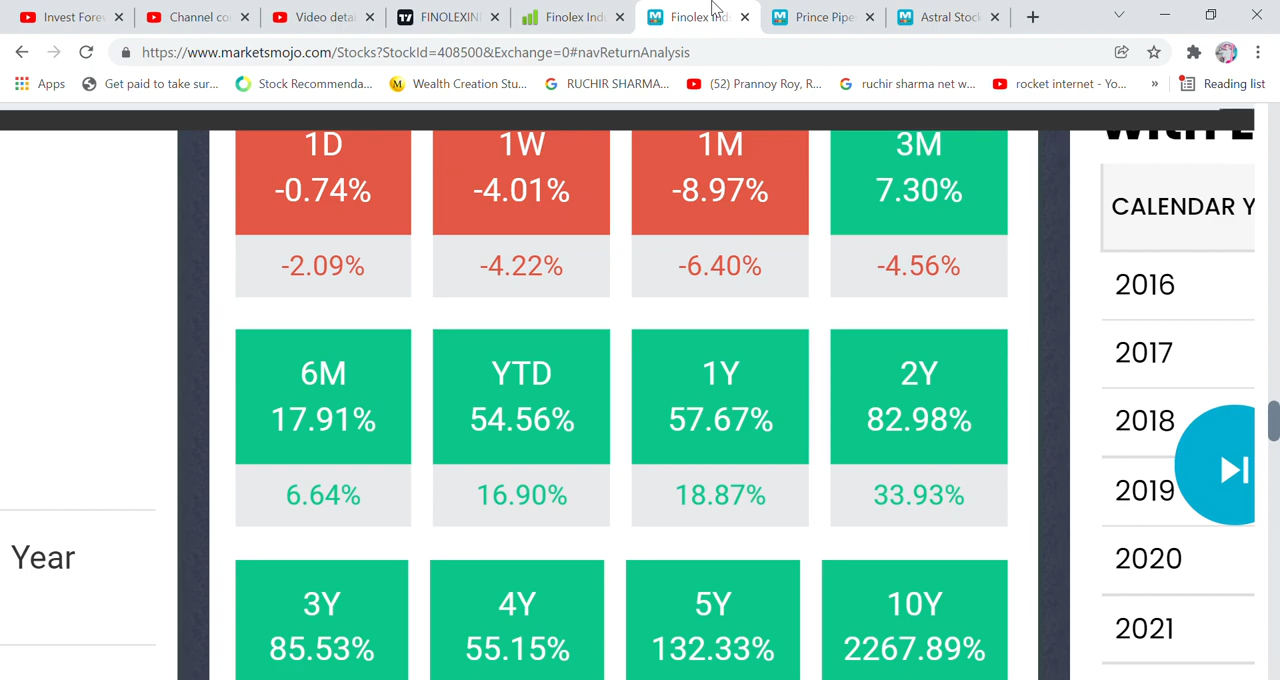 Invest Fore
Channel co
Video detai
FINOLEXIN
Finolex Ind
Finolex Ind
Prince Pipe
Astral Stoc
https://www.marketsmojo.com/Stocks?StockId=408500&Exchange=0#navReturnAnalysis
Apps
Get paid to take sur...
Stock Recommenda...
Wealth Creation Stu...
RUCHIR SHARMA...
(52) Prannoy Roy, R...
ruchir sharma net w...
rocket internet - Yo...
»
Reading list
1D 1W 1M 3M
-0.74% -4.01% -8.97% 7.30%
-2.09% -4.22% -6.40% -4.56%
6M YTD 1Y 2Y
17.91% 54.56% 57.67% 82.98%
6.64% 16.90% 18.87% 33.93%
3Y 4Y 5Y 10Y
85.53% 55.15% 132.33% 2267.89%
Year
CALENDAR Y
2016
2017
2018
2019
2020
2021